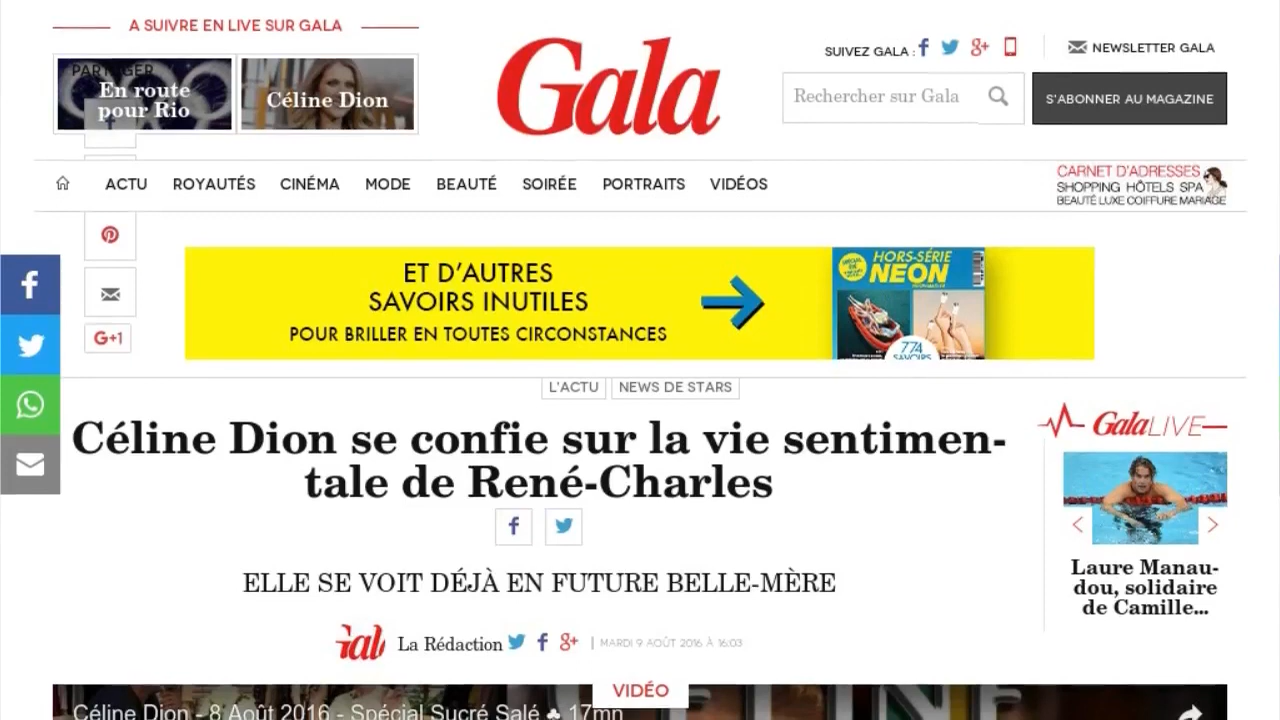 A SUIVRE EN LIVE SUR GALA
PARTAGER
En route
pour Rio
Céline Dion
Gala
SUIVEZ GALA :
NEWSLETTER GALA
Rechercher sur Gala
S'ABONNER AU MAGAZINE
ACTU ROYAUTÉS CINÉMA MODE BEAUTÉ SOIRÉE PORTRAITS VIDÉOS
CARNET D'ADRESSES
SHOPPING HÔTELS SPA
BEAUTÉ LUXE COIFFURE MARIAGE
G+1
ET D'AUTRES
SAVOIRS INUTILES
POUR BRILLER EN TOUTES CIRCONSTANCES
HORS-SÉRIE
NEON
774
SAVOIRS
L'ACTU NEWS DE STARS
Céline Dion se confie sur la vie sentimen-
tale de René-Charles
ELLE SE VOIT DÉJÀ EN FUTURE BELLE-MÈRE
La Rédaction | MARDI 9 AOÛT 2016 À 16:03
Gala LIVE
Laure Manau-
dou, solidaire
de Camille...
VIDÉO
Céline Dion - 8 Août 2016 - Spécial Sucré Salé ♣ 17mn